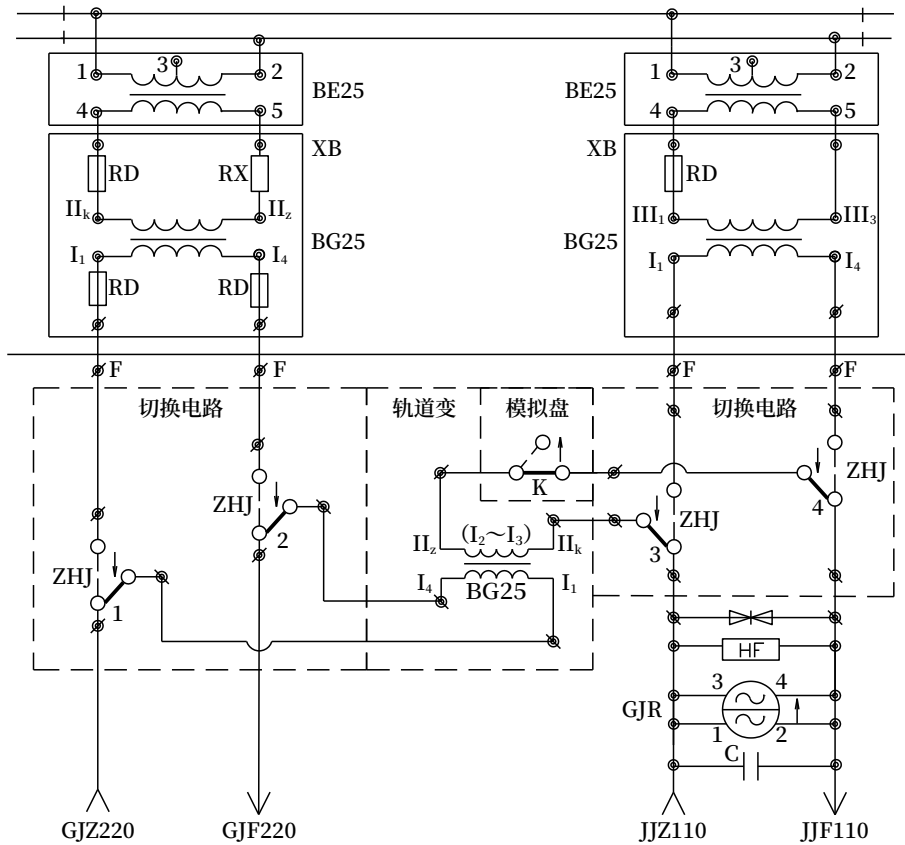 1 3 2 1 3 2
BE25 BE25
4 5 4 5
XB XB
RD RX RD
IIₖ II_z III₁ III₃
BG25 BG25
I₁ I₄ I₁ I₄
RD RD
F F F F
切换电路 轨道变 模拟盘 切换电路
ZHJ K ZHJ
4
ZHJ 2 (I₂～I₃) ZHJ
II_z IIₖ 3
ZHJ I₄ BG25 I₁
1
HF
3 4
GJR
1 2
C
GJZ220 GJF220 JJZ110 JJF110